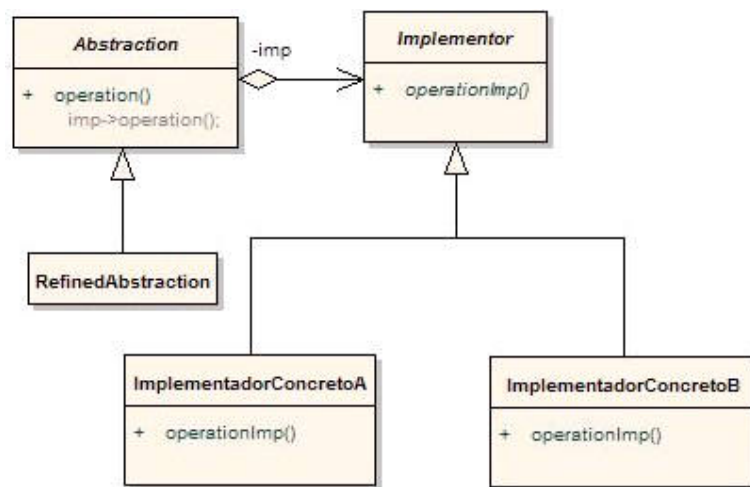 Abstraction
+ operation()
imp->operation();
-imp
Implementor
+ operationImp()
RefinedAbstraction
ImplementadorConcretoA
+ operationImp()
ImplementadorConcretoB
+ operationImp()